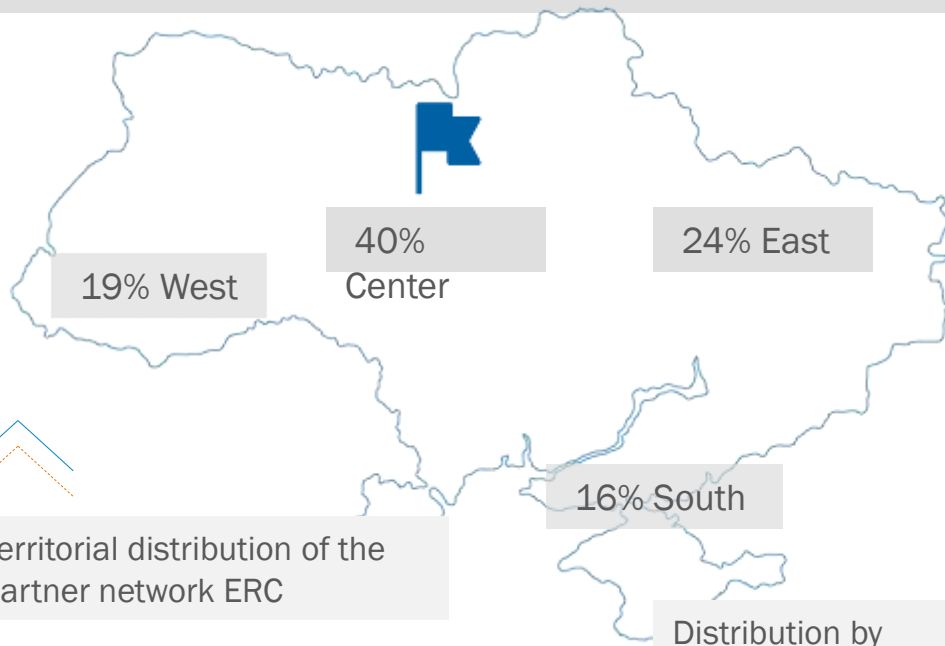 40%
Center
24% East
19% West
16% South
erritorial distribution of the
artner network ERC
Distribution by